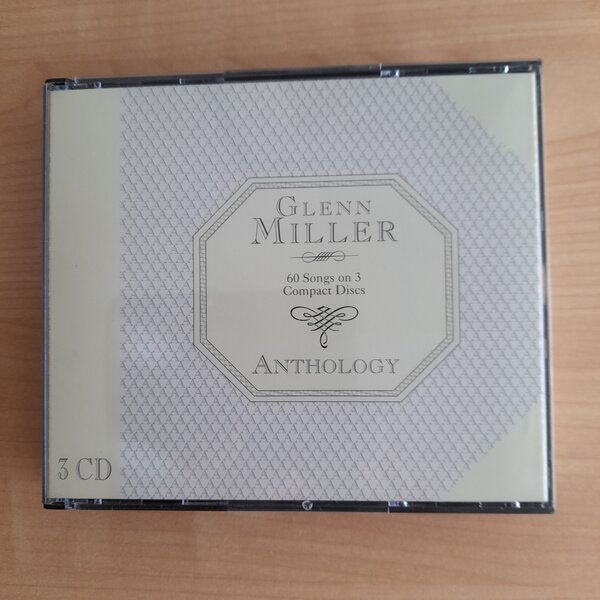 GLENN
MILLER
60 Songs on 3
Compact Discs
ANTHOLOGY
3 CD